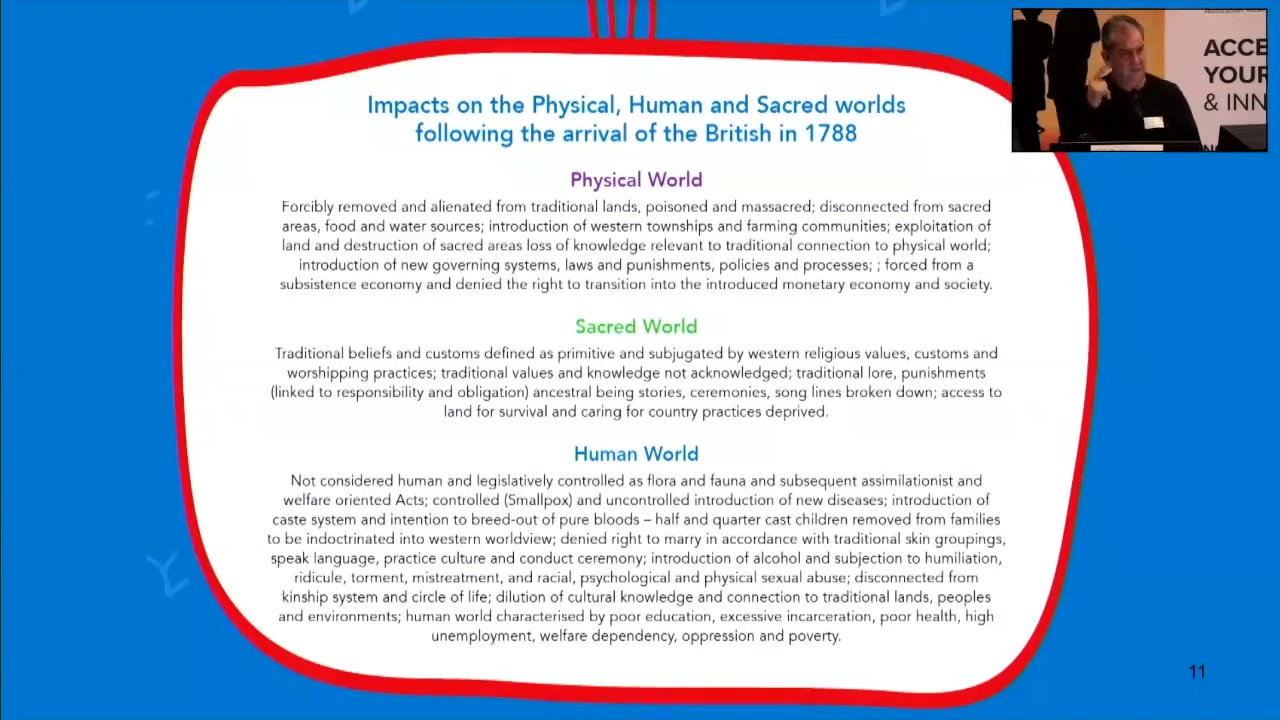 Impacts on the Physical, Human and Sacred worlds
following the arrival of the British in 1788
Physical World
Forcibly removed and alienated from traditional lands, poisoned and massacred; disconnected from sacred
areas, food and water sources; introduction of western townships and farming communities; exploitation of
land and destruction of sacred areas loss of knowledge relevant to traditional connection to physical world;
introduction of new governing systems, laws and punishments, policies and processes; ; forced from a
subsistence economy and denied the right to transition into the introduced monetary economy and society.
Sacred World
Traditional beliefs and customs defined as primitive and subjugated by western religious values, customs and
worshipping practices; traditional values and knowledge not acknowledged; traditional lore, punishments
(linked to responsibility and obligation) ancestral being stories, ceremonies, song lines broken down; access to
land for survival and caring for country practices deprived.
Human World
Not considered human and legislatively controlled as flora and fauna and subsequent assimilationist and
welfare oriented Acts; controlled (Smallpox) and uncontrolled introduction of new diseases; introduction of
caste system and intention to breed-out of pure bloods – half and quarter cast children removed from families
to be indoctrinated into western worldview; denied right to marry in accordance with traditional skin groupings,
speak language, practice culture and conduct ceremony; introduction of alcohol and subjection to humiliation,
ridicule, torment, mistreatment, and racial, psychological and physical sexual abuse; disconnected from
kinship system and circle of life; dilution of cultural knowledge and connection to traditional lands, peoples
and environments; human world characterised by poor education, excessive incarceration, poor health, high
unemployment, welfare dependency, oppression and poverty.
11
ACCE
YOUR
& INN